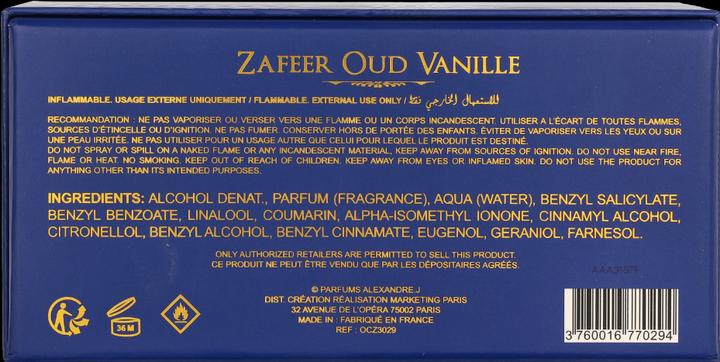 ZAFEER OUD VANILLE
INFLAMMABLE. USAGE EXTERNE UNIQUEMENT / FLAMMABLE. EXTERNAL USE ONLY / للاستعمال الخارجي فقط
RECOMMANDATION : NE PAS VAPORISER OU.VERSER VERS UNE FLAMME OU UN CORPS INCANDESCENT. UTILISER A L'ÉCART DE TOUTES FLAMMES,
SOURCES D'ÉTINCELLE OU D'IGNITION. NE PAS FUMER. CONSERVER HORS DE PORTÉE DES ENFANTS. ÉVITER DE VAPORISER VERS LES YEUX OU SUR
UNE PEAU IRRITÉE. NE PAS UTILISER POUR UN USAGE AUTRE QUE CELUI POUR LEQUEL LE PRODUIT EST DESTINÉ.
DO NOT SPRAY OR SPILL ON A NAKED FLAME OR ANY INCANDESCENT MATERIAL, KEEP AWAY FROM SOURCES OF IGNITION. DO NOT USE NEAR FIRE,
FLAME OR HEAT. NO SMOKING. KEEP OUT OF REACH OF CHILDREN. KEEP AWAY FROM EYES OR INFLAMED SKIN. DO NOT USE THE PRODUCT FOR
ANYTHING OTHER THAN ITS INTENDED PURPOSES.
INGREDIENTS: ALCOHOL DENAT., PARFUM (FRAGRANCE), AQUA (WATER), BENZYL SALICYLATE,
BENZYL BENZOATE, LINALOOL, COUMARIN, ALPHA-ISOMETHYL IONONE, CINNAMYL ALCOHOL,
CITRONELLOL, BENZYL ALCOHOL, BENZYL CINNAMATE, EUGENOL, GERANIOL, FARNESOL.
ONLY AUTHORIZED RETAILERS ARE PERMITTED TO SELL THIS PRODUCT.
CE PRODUIT NE PEUT ÊTRE VENDU QUE PAR LES DÉPOSITAIRES AGRÉÉS.
© PARFUMS ALEXANDRE.J
DIST. CRÉATION RÉALISATION MARKETING PARIS
32 AVENUE DE L'OPÉRA 75002 PARIS
MADE IN : FABRIQUÉ EN FRANCE
REF : OCZ3029
36 M
3 760016 770294